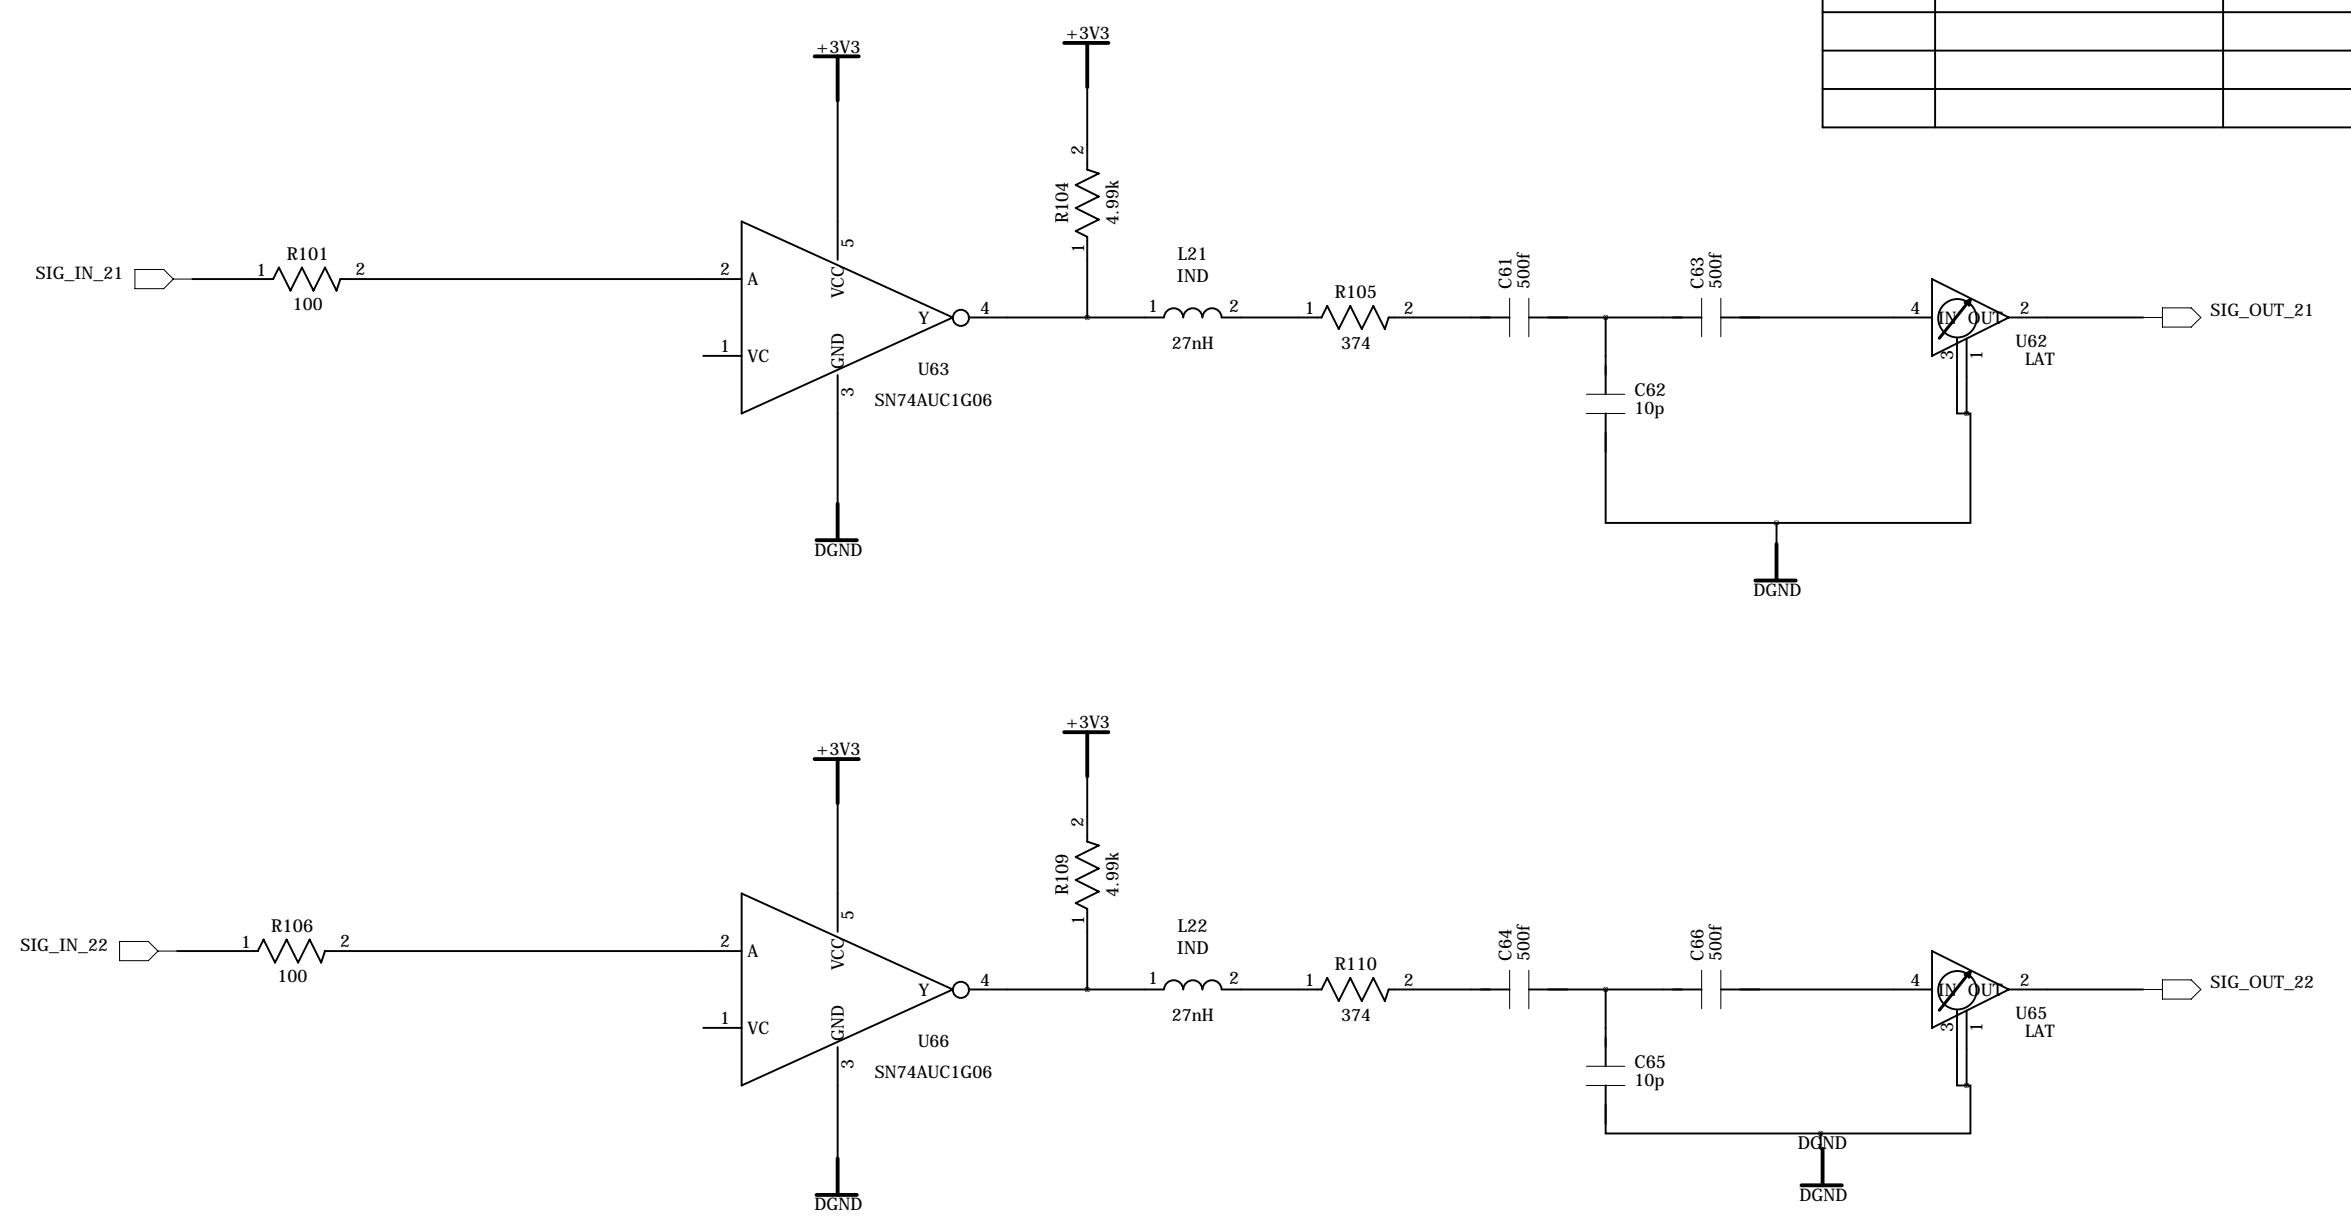 +3V3
+3V3
2
R104
4.99k
1
5
SIG_IN_21
1
R101
2
100
2
A
VCC
Y
4
1
VC
GND
3
U63
SN74AUC1G06
DGND
L21
IND
1
2
27nH
1
R105
2
374
C61
500f
C63
500f
C62
10p
4
IN
OUT
2
3
1
U62
LAT
SIG_OUT_21
DGND
+3V3
+3V3
2
R109
4.99k
1
5
SIG_IN_22
1
R106
2
100
2
A
VCC
Y
4
1
VC
GND
3
U66
SN74AUC1G06
DGND
L22
IND
1
2
27nH
1
R110
2
374
C64
500f
C66
500f
C65
10p
4
IN
OUT
2
3
1
U65
LAT
SIG_OUT_22
DGND
DGND